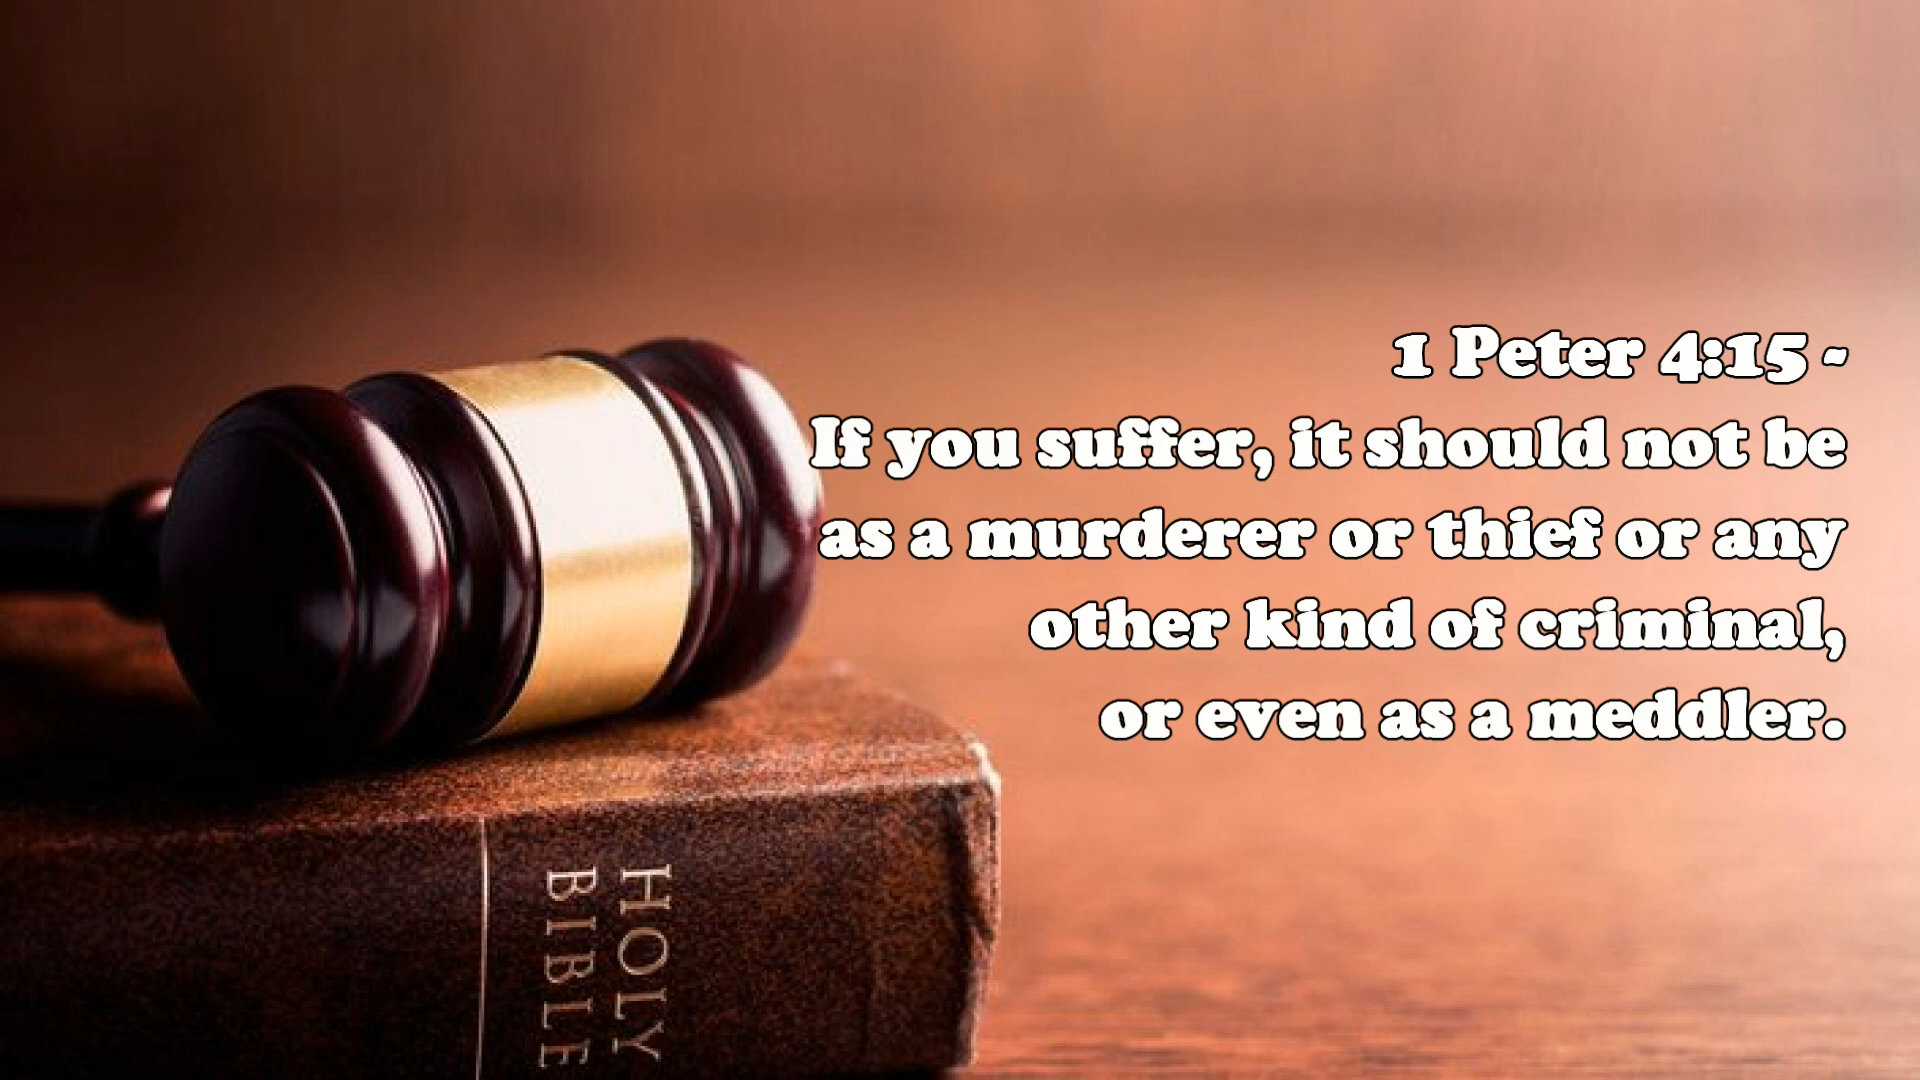 1 Peter 4:15 -
If you suffer, it should not be
as a murderer or thief or any
other kind of criminal,
or even as a meddler.
HOLY
BIBLE